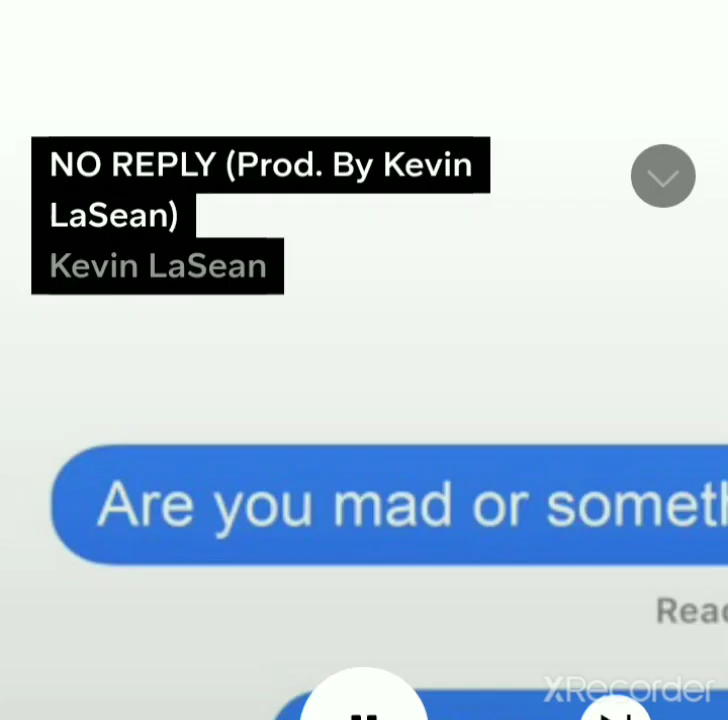 NO REPLY (Prod. By Kevin
LaSean)
Kevin LaSean
Are you mad or someth
Read
XRecorder